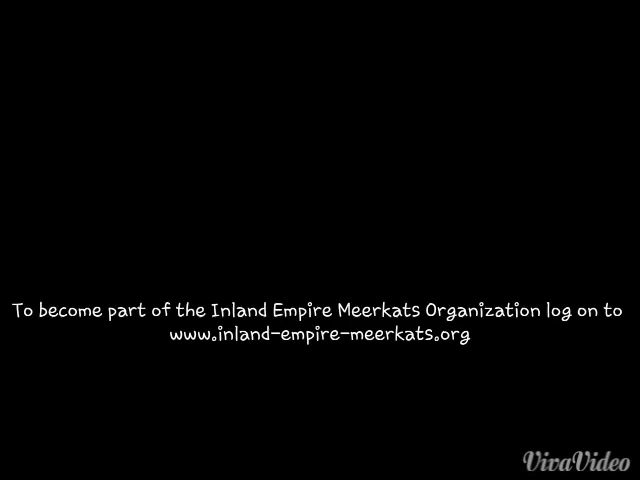 To become part of the Inland Empire Meerkats Organization log on to
www.inland-empire-meerkats.org
VivaVideo